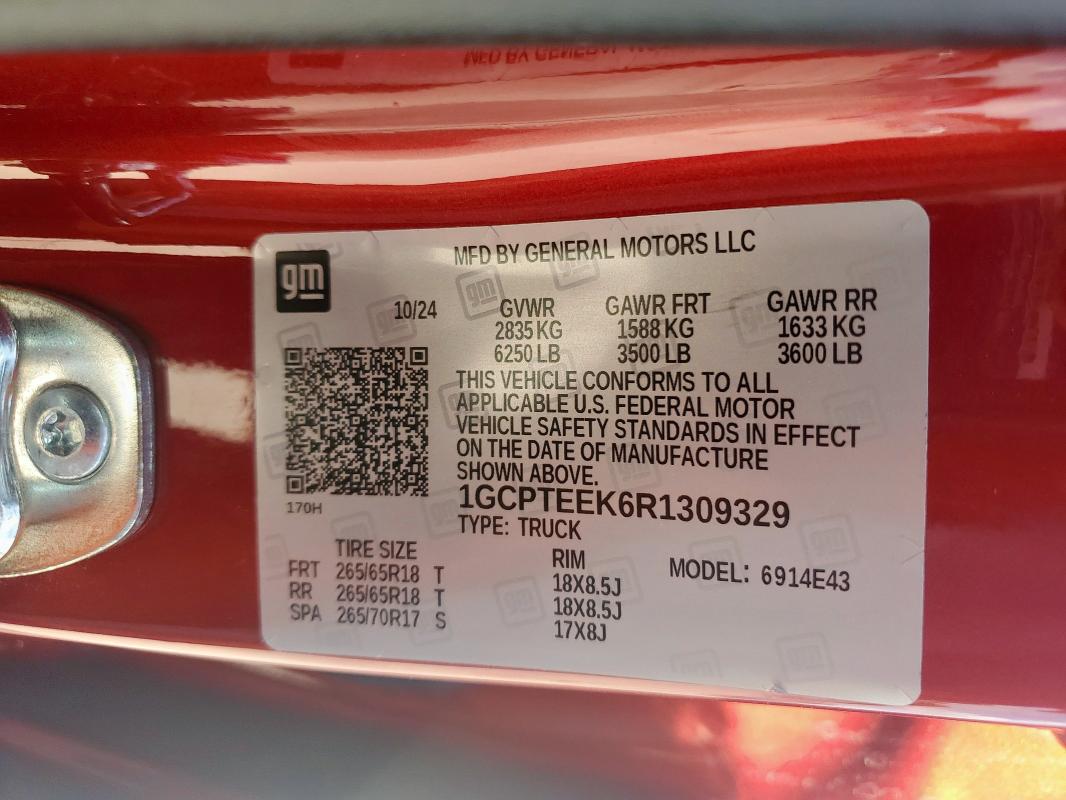 MFD BY GENERAL MOTORS LLC
gm
10/24
GVWR GAWR FRT GAWR RR
2835 KG 1588 KG 1633 KG
6250 LB 3500 LB 3600 LB
THIS VEHICLE CONFORMS TO ALL
APPLICABLE U.S. FEDERAL MOTOR
VEHICLE SAFETY STANDARDS IN EFFECT
ON THE DATE OF MANUFACTURE
SHOWN ABOVE.
1GCPTEEK6R1309329
170H
TYPE: TRUCK
TIRE SIZE RIM MODEL: 6914E43
FRT 265/65R18 T 18X8.5J
RR 265/65R18 T 18X8.5J
SPA 265/70R17 S 17X8J